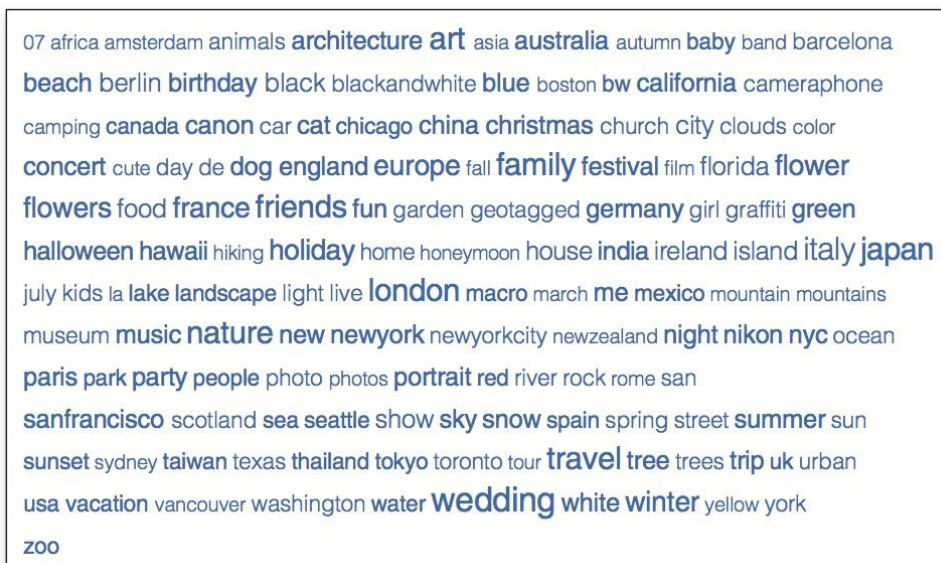 07 africa amsterdam animals architecture art asia australia autumn baby band barcelona
beach berlin birthday black blackandwhite blue boston bw california cameraphone
camping canada canon car cat chicago china christmas church city clouds color
concert cute day de dog england europe fall family festival film florida flower
flowers food france friends fun garden geotagged germany girl graffiti green
halloween hawaii hiking holiday home honeymoon house india ireland island italy japan
july kids la lake landscape light live london macro march me mexico mountain mountains
museum music nature new newyork newyorkcity newzealand night nikon nyc ocean
paris park party people photo photos portrait red river rock rome san
sanfrancisco scotland sea seattle show sky snow spain spring street summer sun
sunset sydney taiwan texas thailand tokyo toronto tour travel tree trees trip uk urban
usa vacation vancouver washington water wedding white winter yellow york
zoo